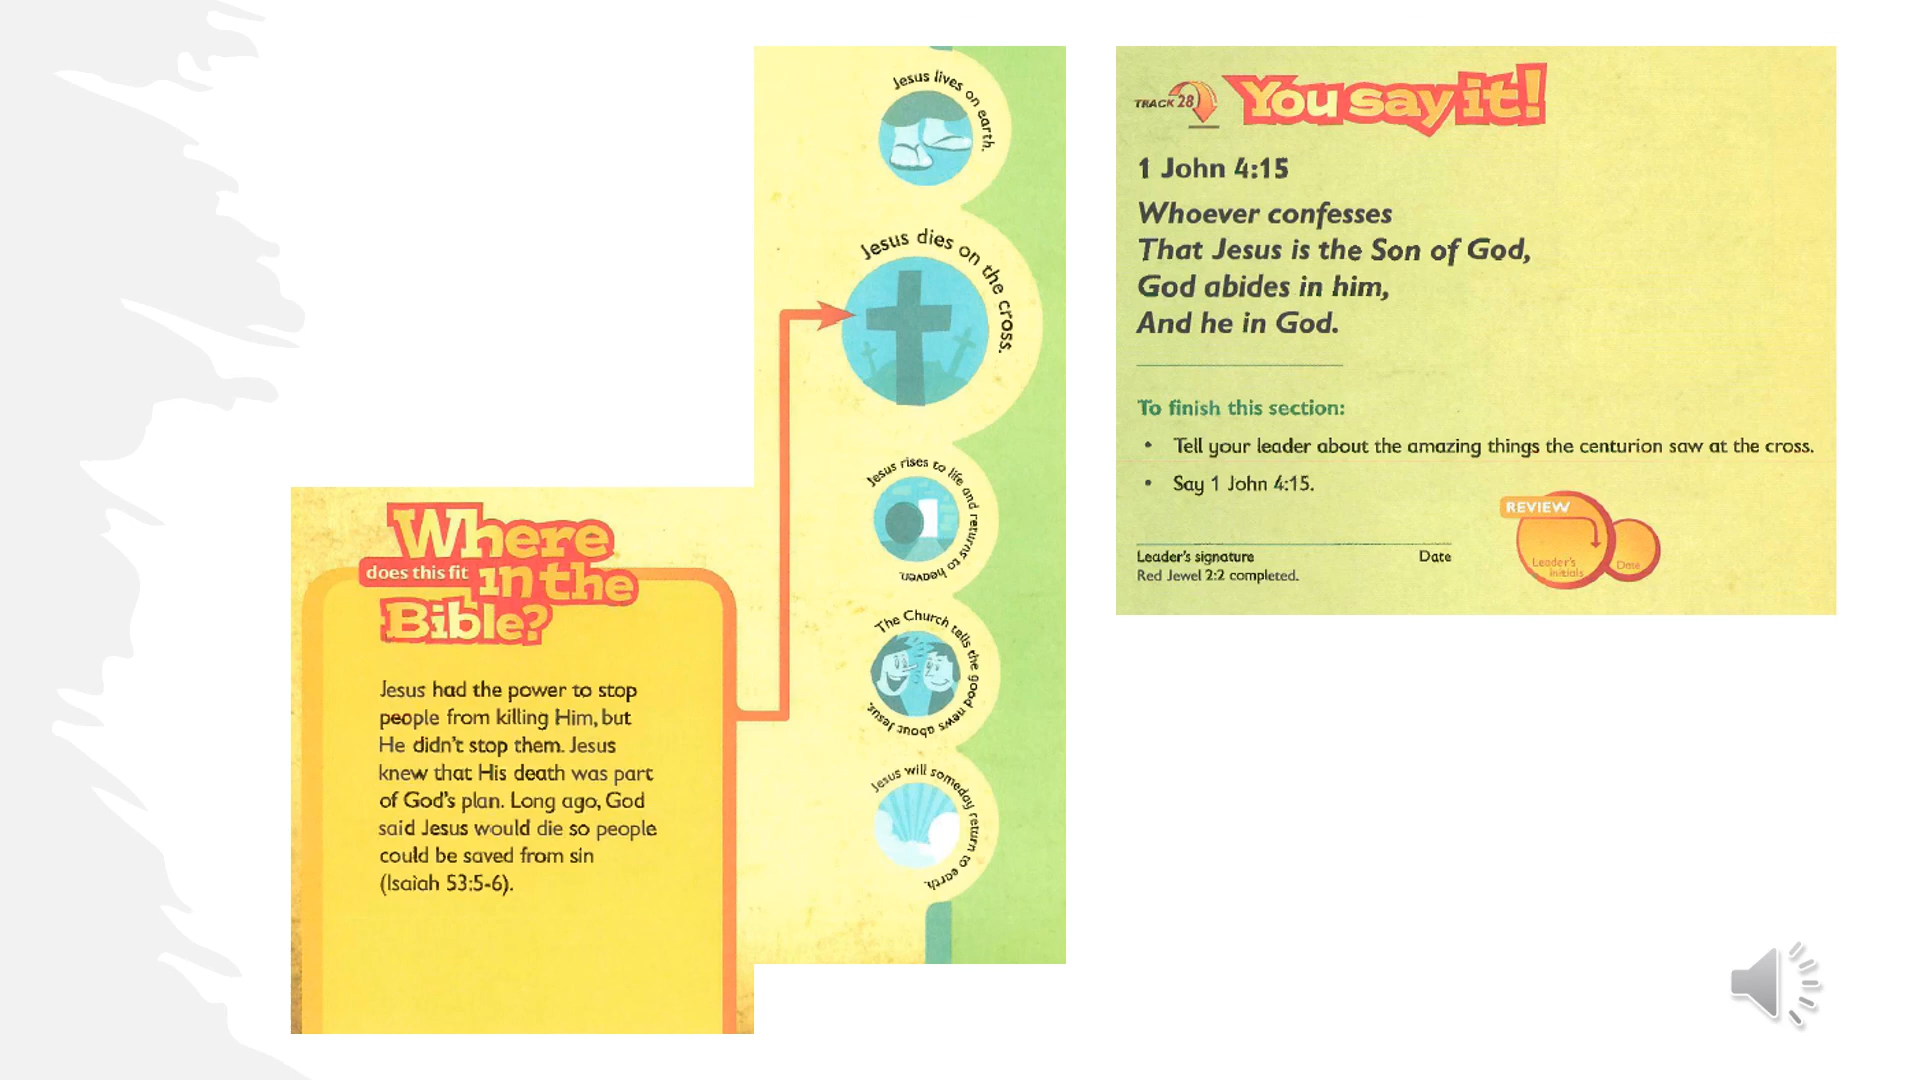 Where
does this fit in the
Bible?
Jesus had the power to stop
people from killing Him, but
He didn't stop them. Jesus
knew that His death was part
of God's plan. Long ago, God
said Jesus would die so people
could be saved from sin
(Isaiah 53:5-6).
Jesus lives on earth.
Jesus dies on the cross.
Jesus rises to life and returns to heaven.
The Church tells the good news about Jesus.
Jesus will someday return to earth.
TRACK 28
You say it!
1 John 4:15
Whoever confesses
That Jesus is the Son of God,
God abides in him,
And he in God.
To finish this section:
• Tell your leader about the amazing things the centurion saw at the cross.
• Say 1 John 4:15.
Leader's signature Date
Red Jewel 2:2 completed.
REVIEW
Leader's
initials
Date